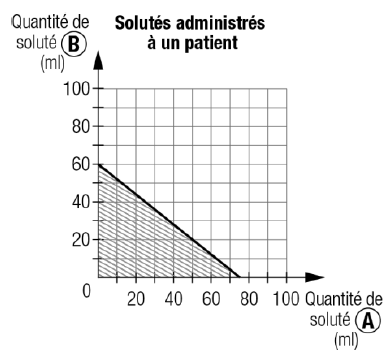 Quantité de
soluté B
(ml)
Solutés administrés
à un patient
100
80
60
40
20
0
20 40 60 80 100
Quantité de
soluté A
(ml)